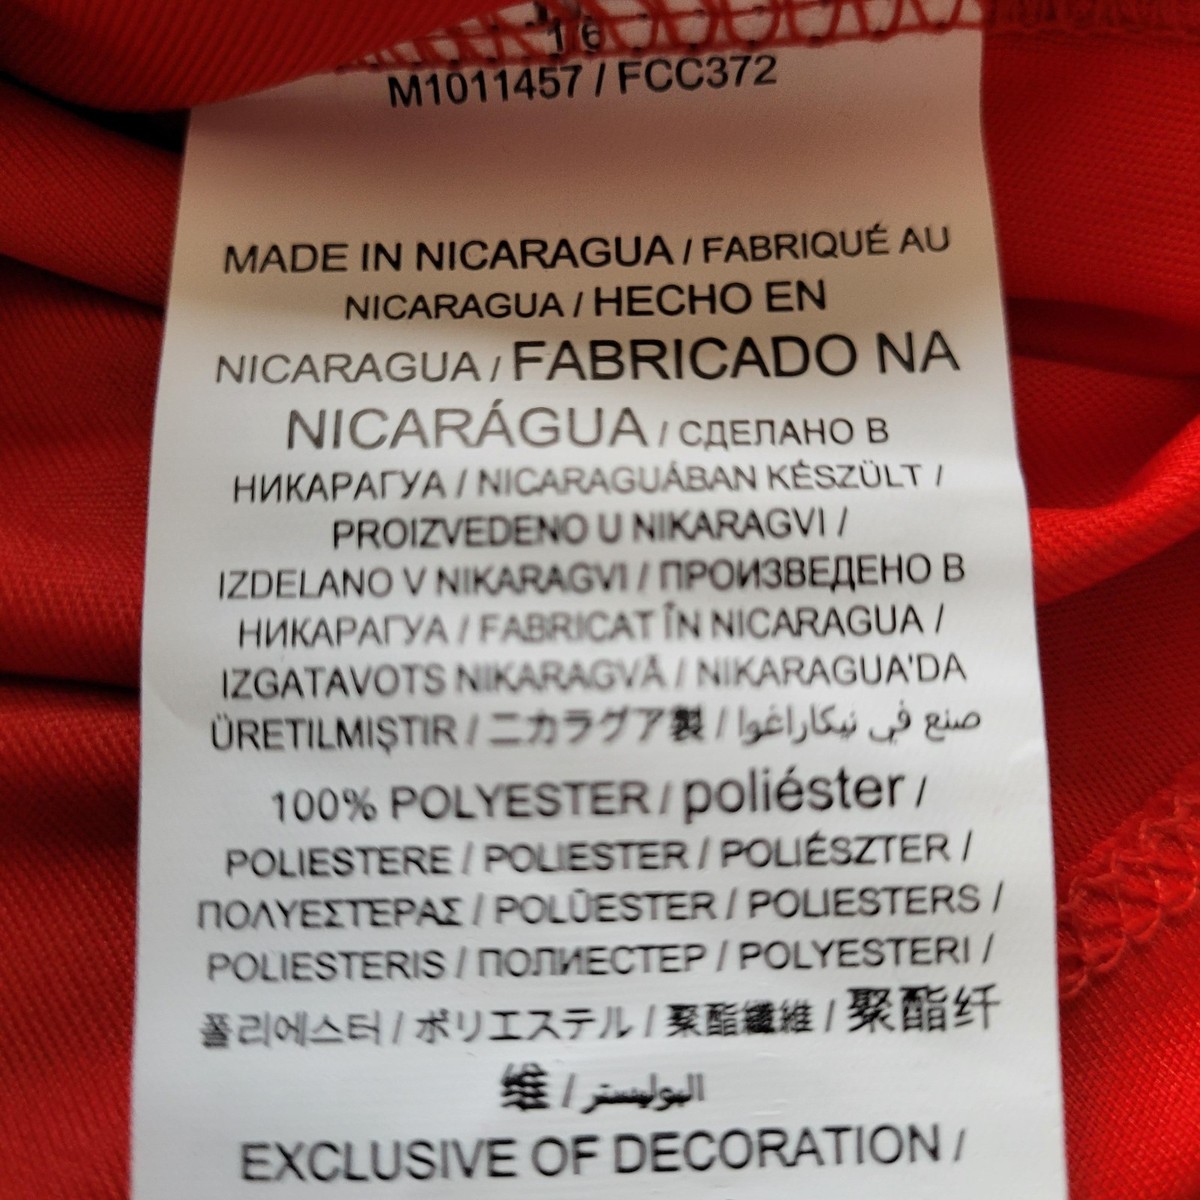 16
M1011457 / FCC372
MADE IN NICARAGUA / FABRIQUÉ AU
NICARAGUA / HECHO EN
NICARAGUA / FABRICADO NA
NICARÁGUA / СДЕЛАНО В
НИКАРАГУА / NICARAGUÁBAN KÉSZÜLT /
PROIZVEDENO U NIKARAGVI /
IZDELANO V NIKARAGVI / ПРОИЗВЕДЕНО В
НИКАРАГУА / FABRICAT ÎN NICARAGUA /
IZGATAVOTS NIKARAGVĀ / NIKARAGUA'DA
ÜRETILMIŞTIR / ニカラグア製 / صنع في نيكاراغوا
100% POLYESTER / poliéster /
POLIESTERE / POLIESTER / POLIÉSZTER /
ΠΟΛΥΕΣΤΕΡΑΣ / POLÜESTER / POLIESTERS /
POLIESTERIS / ПОЛИЕСТЕР / POLYESTERI /
폴리에스터 / ポリエステル / 聚酯纖維 / 聚酯纤
维 / البوليستر
EXCLUSIVE OF DECORATION /